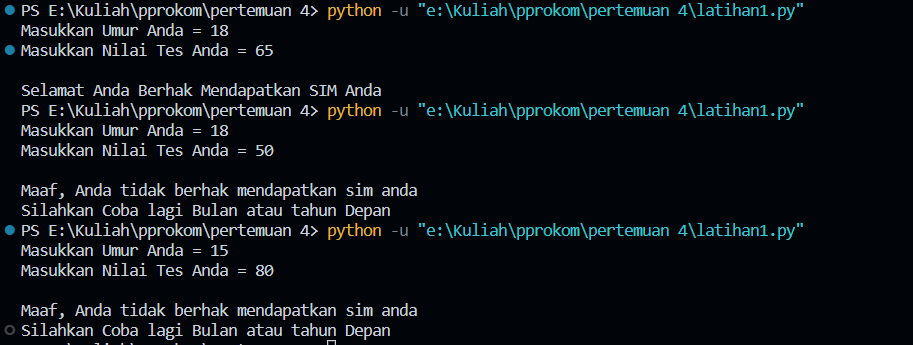 PS E:\Kuliah\pprokom\pertemuan 4> python -u "e:\Kuliah\pprokom\pertemuan 4\latihan1.py"
Masukkan Umur Anda = 18
Masukkan Nilai Tes Anda = 65
Selamat Anda Berhak Mendapatkan SIM Anda
PS E:\Kuliah\pprokom\pertemuan 4> python -u "e:\Kuliah\pprokom\pertemuan 4\latihan1.py"
Masukkan Umur Anda = 18
Masukkan Nilai Tes Anda = 50
Maaf, Anda tidak berhak mendapatkan sim anda
Silahkan Coba lagi Bulan atau tahun Depan
PS E:\Kuliah\pprokom\pertemuan 4> python -u "e:\Kuliah\pprokom\pertemuan 4\latihan1.py"
Masukkan Umur Anda = 15
Masukkan Nilai Tes Anda = 80
Maaf, Anda tidak berhak mendapatkan sim anda
Silahkan Coba lagi Bulan atau tahun Depan